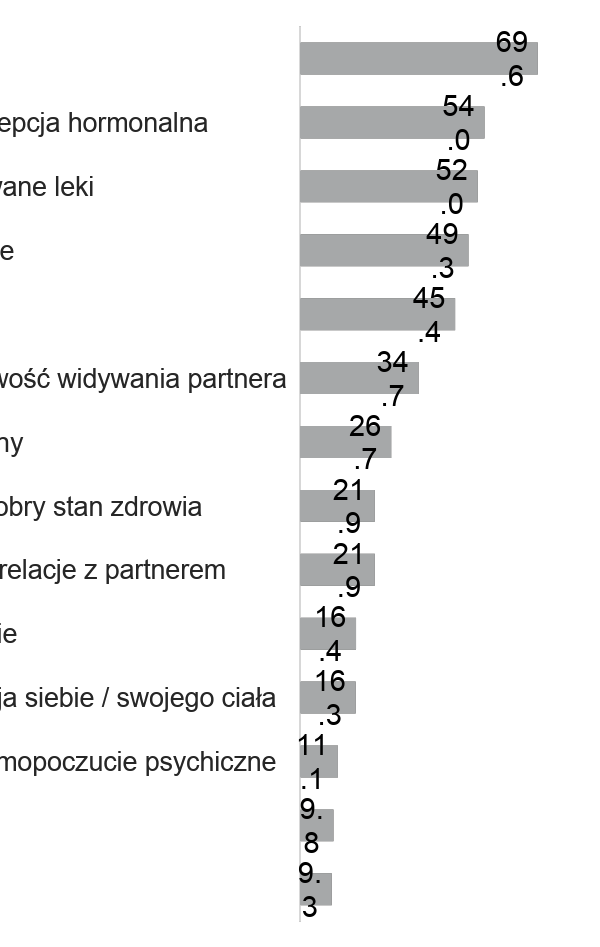 69
.6
epcja hormonalna
54
.0
wane leki
52
.0
e
49
.3
45
.4
wość widywania partnera
34
.7
ny
26
.7
obry stan zdrowia
21
.9
relacje z partnerem
21
.9
ie
16
.4
ja siebie / swojego ciała
16
.3
mopoczucie psychiczne
11
.1
9.
8
9.
3